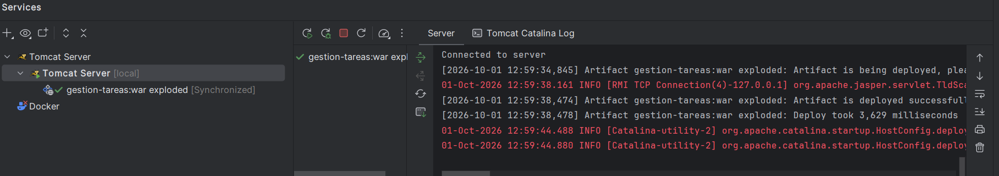 Services
Server
Tomcat Catalina Log
Tomcat Server
Tomcat Server [local]
gestion-tareas:war exploded [Synchronized]
Docker
gestion-tareas:war expl
Connected to server
[2026-10-01 12:59:34,845] Artifact gestion-tareas:war exploded: Artifact is being deployed, plea
01-Oct-2026 12:59:38.161 INFO [RMI TCP Connection(4)-127.0.0.1] org.apache.jasper.servlet.TldSca
[2026-10-01 12:59:38,474] Artifact gestion-tareas:war exploded: Artifact is deployed successfull
[2026-10-01 12:59:38,478] Artifact gestion-tareas:war exploded: Deploy took 3,629 milliseconds
01-Oct-2026 12:59:44.488 INFO [Catalina-utility-2] org.apache.catalina.startup.HostConfig.deploy
01-Oct-2026 12:59:44.880 INFO [Catalina-utility-2] org.apache.catalina.startup.HostConfig.deploy